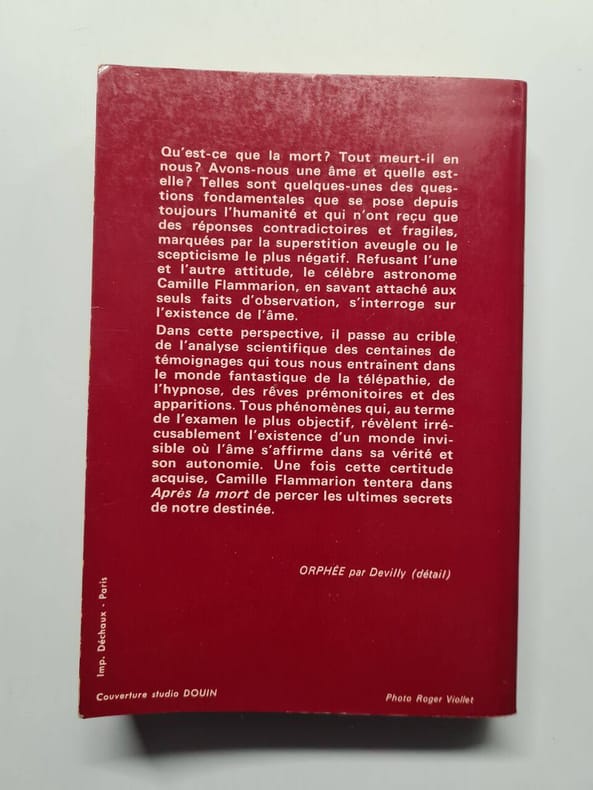 Qu'est-ce que la mort? Tout meurt-il en
nous? Avons-nous une âme et quelle est-
elle? Telles sont quelques-unes des ques-
tions fondamentales que se pose depuis
toujours l'humanité et qui n'ont reçu que
des réponses contradictoires et fragiles,
marquées par la superstition aveugle ou le
scepticisme le plus négatif. Refusant l'une
et l'autre attitude, le célèbre astronome
Camille Flammarion, en savant attaché aux
seuls faits d'observation, s'interroge sur
l'existence de l'âme.
Dans cette perspective, il passe au crible
de l'analyse scientifique des centaines de
témoignages qui tous nous entraînent dans
le monde fantastique de la télépathie, de
l'hypnose, des rêves prémonitoires et des
apparitions. Tous phénomènes qui, au terme
de l'examen le plus objectif, révèlent irré-
cusablement l'existence d'un monde invi-
sible où l'âme s'affirme dans sa vérité et
son autonomie. Une fois cette certitude
acquise, Camille Flammarion tentera dans
Après la mort de percer les ultimes secrets
de notre destinée.
ORPHÉE par Devilly (détail)
Imp. Déchaux - Paris
Couverture studio DOUIN
Photo Roger Viollet